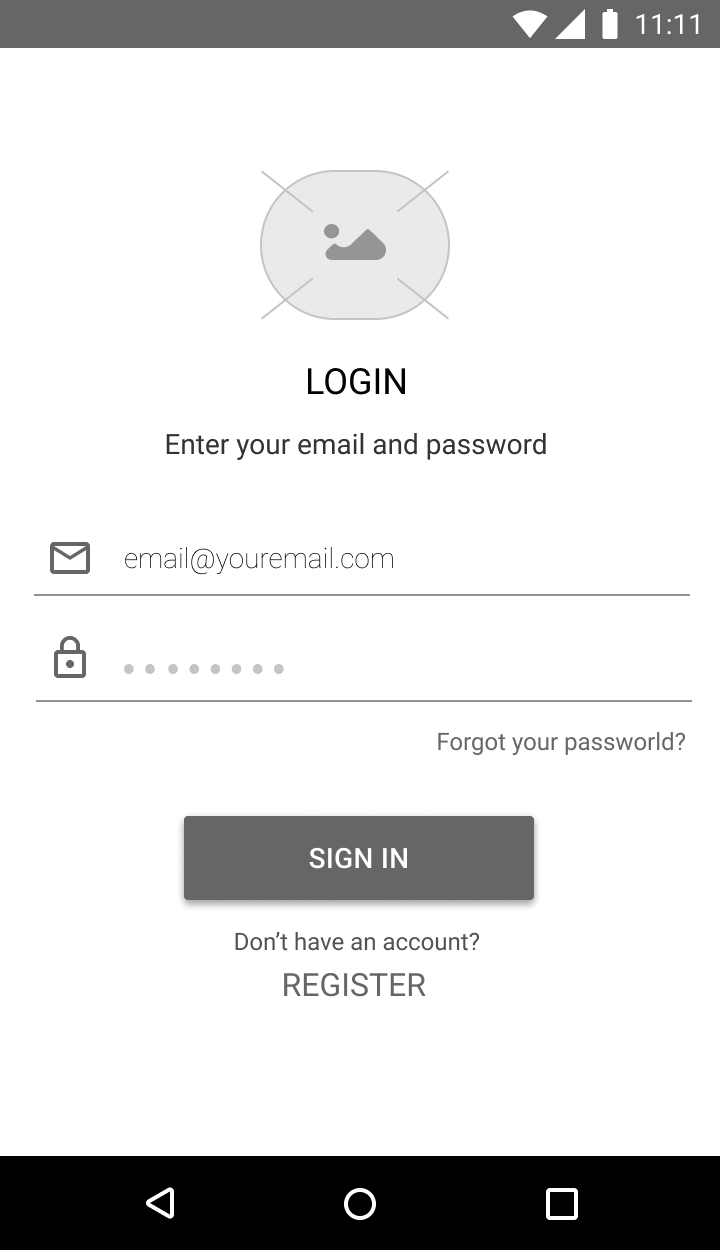 11:11
LOGIN
Enter your email and password
email@youremail.com
Forgot your passworld?
SIGN IN
Don’t have an account?
REGISTER